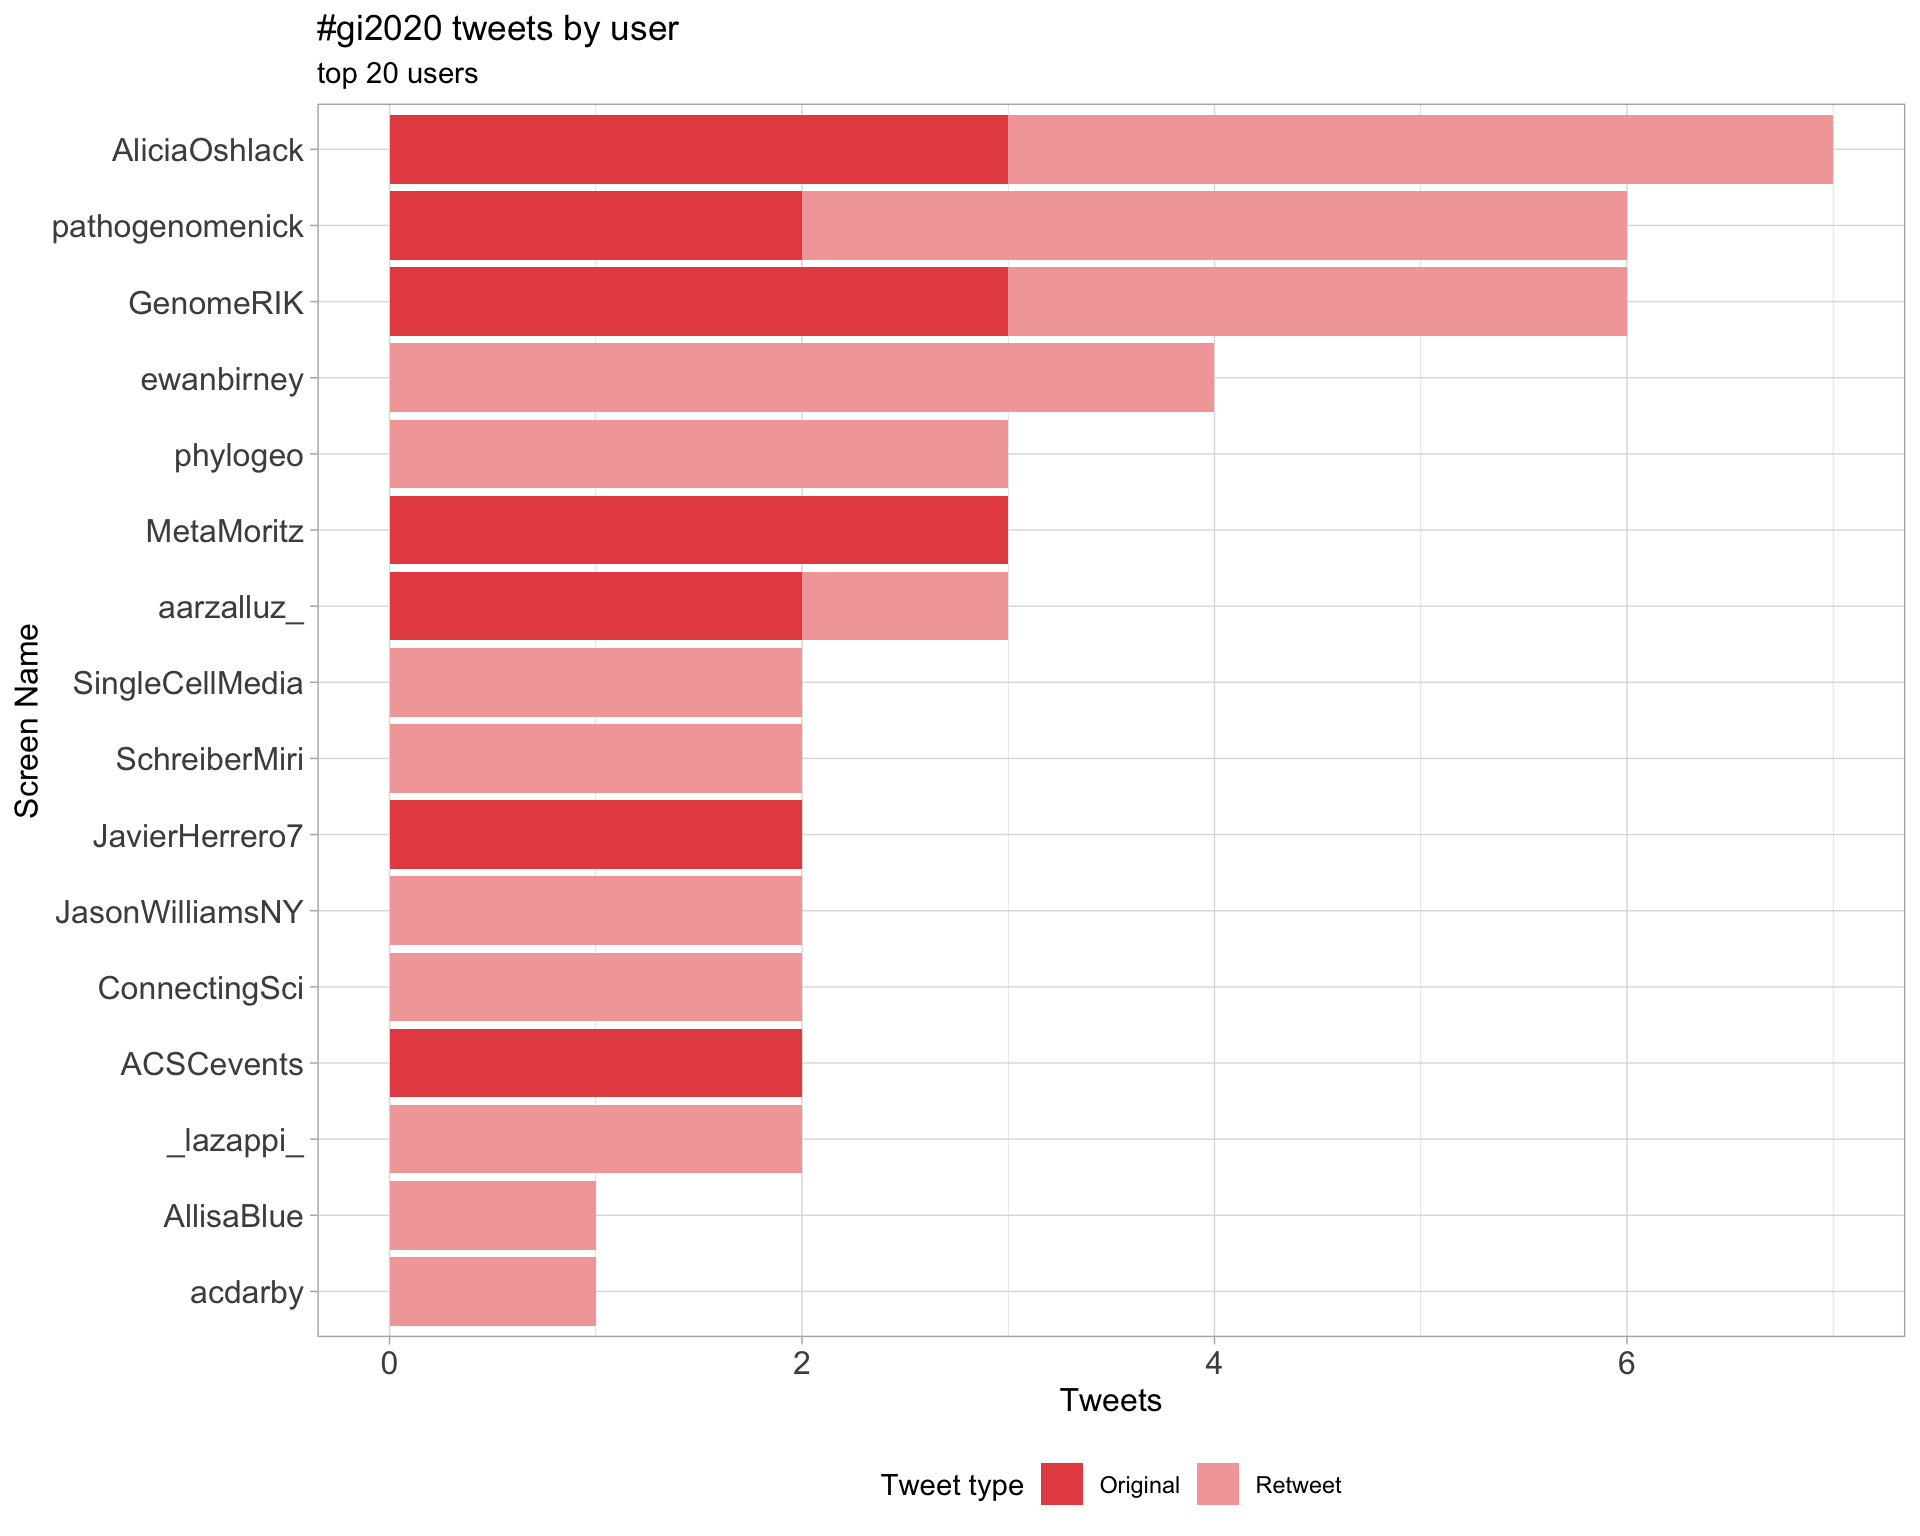 #gi2020 tweets by user
top 20 users
Screen Name
AliciaOshlack
pathogenomenick
GenomeRIK
ewanbirney
phylogeo
MetaMoritz
aarzalluz_
SingleCellMedia
SchreiberMiri
JavierHerrero7
JasonWilliamsNY
ConnectingSci
ACSCevents
_lazappi_
AllisaBlue
acdarby
0 2 4 6
Tweets
Tweet type Original Retweet